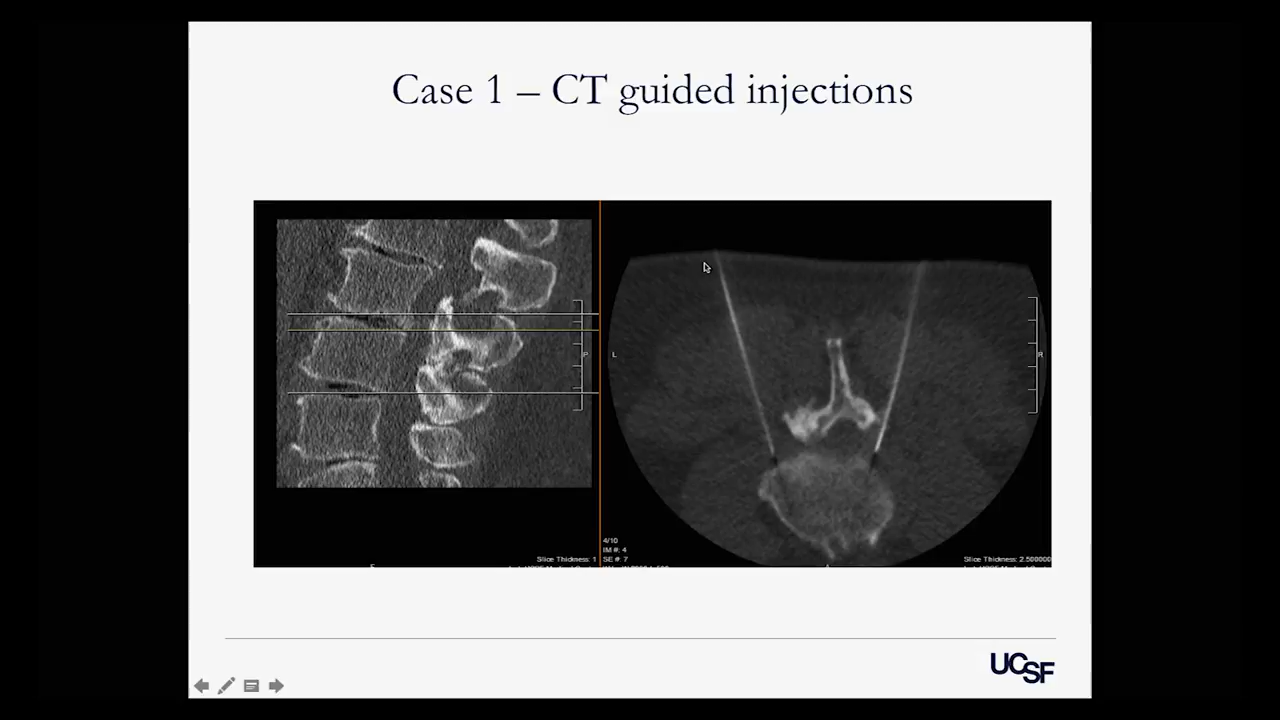 Case 1 – CT guided injections
P
L
R
4/10
IM #: 4
SE #: 7
Slice Thickness: 1
Slice Thickness: 2.500000
UCSF